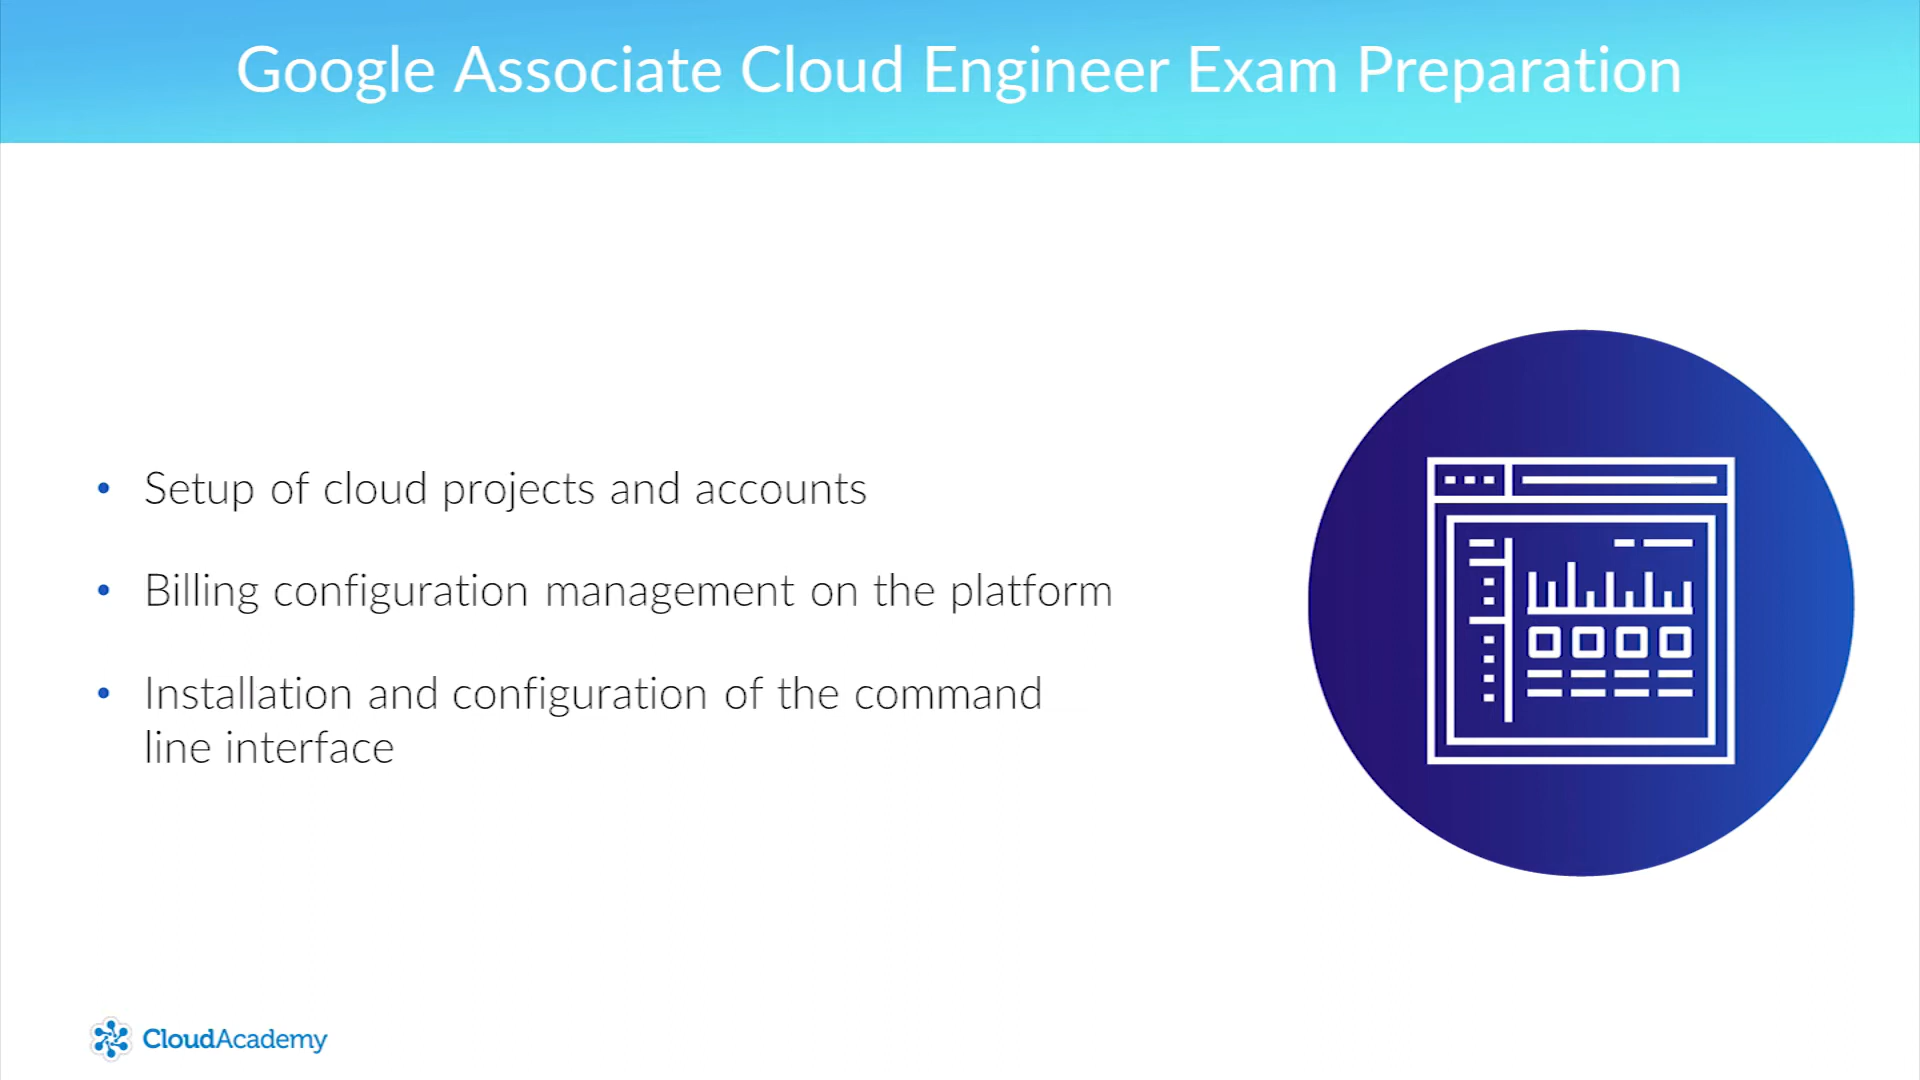 Google Associate Cloud Engineer Exam Preparation
• Setup of cloud projects and accounts
• Billing configuration management on the platform
• Installation and configuration of the command
line interface
CloudAcademy